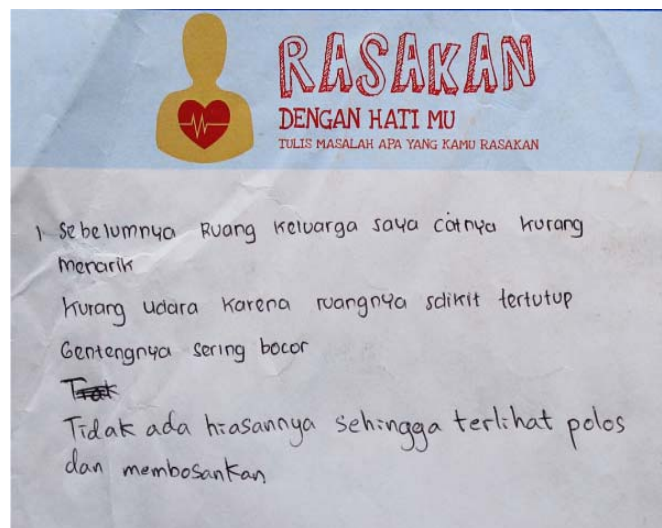 RASAKAN
DENGAN HATI MU
TULIS MASALAH APA YANG KAMU RASAKAN
1 Sebelumnya Ruang keluarga saya catnya kurang
menarik
Kurang udara karena ruangnya sdikit tertutup
Gentengnya sering bocor
Tidak ada hiasannya sehingga terlihat polos
dan membosankan